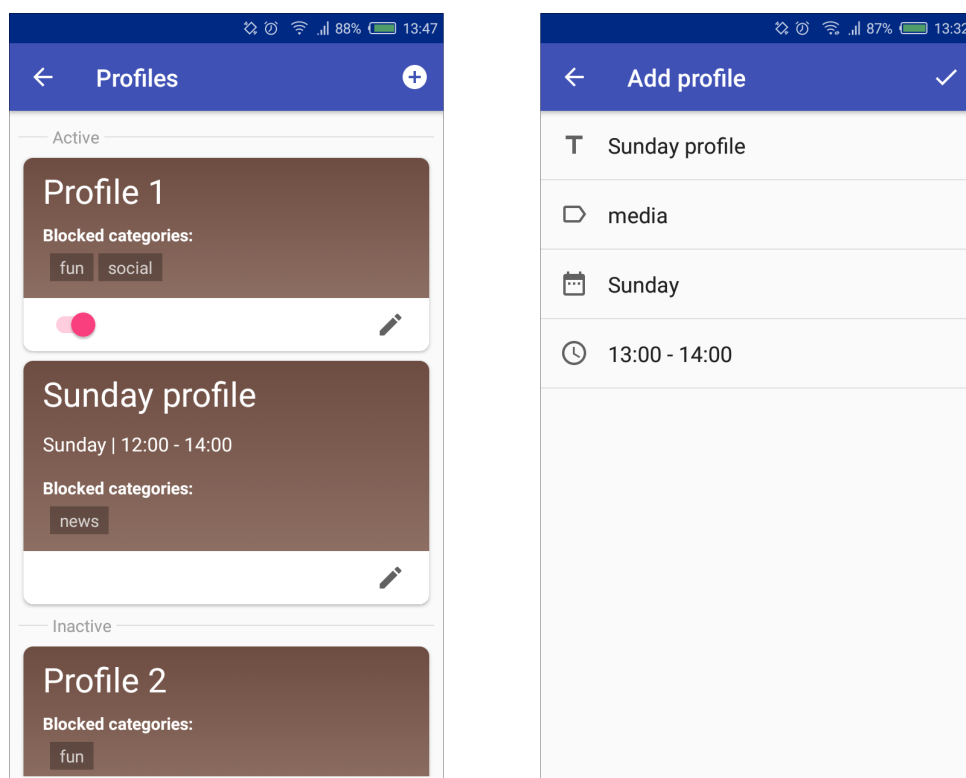 88% 13:47
Profiles
Active
Profile 1
Blocked categories:
fun social
Sunday profile
Sunday | 12:00 - 14:00
Blocked categories:
news
Inactive
Profile 2
Blocked categories:
fun
87% 13:32
Add profile
Sunday profile
media
Sunday
13:00 - 14:00